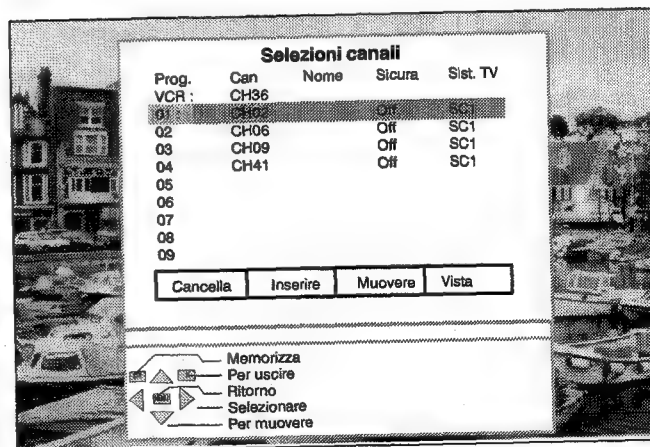 Selezioni canali
Prog. Can Nome Sicura Sist. TV
VCR : CH36
01 : CH02 Off SC1
02 CH06 Off SC1
03 CH09 Off SC1
04 CH41 Off SC1
05
06
07
08
09
Cancella Inserire Muovere Vista
Memorizza
Per uscire
Ritorno
Selezionare
Per muovere